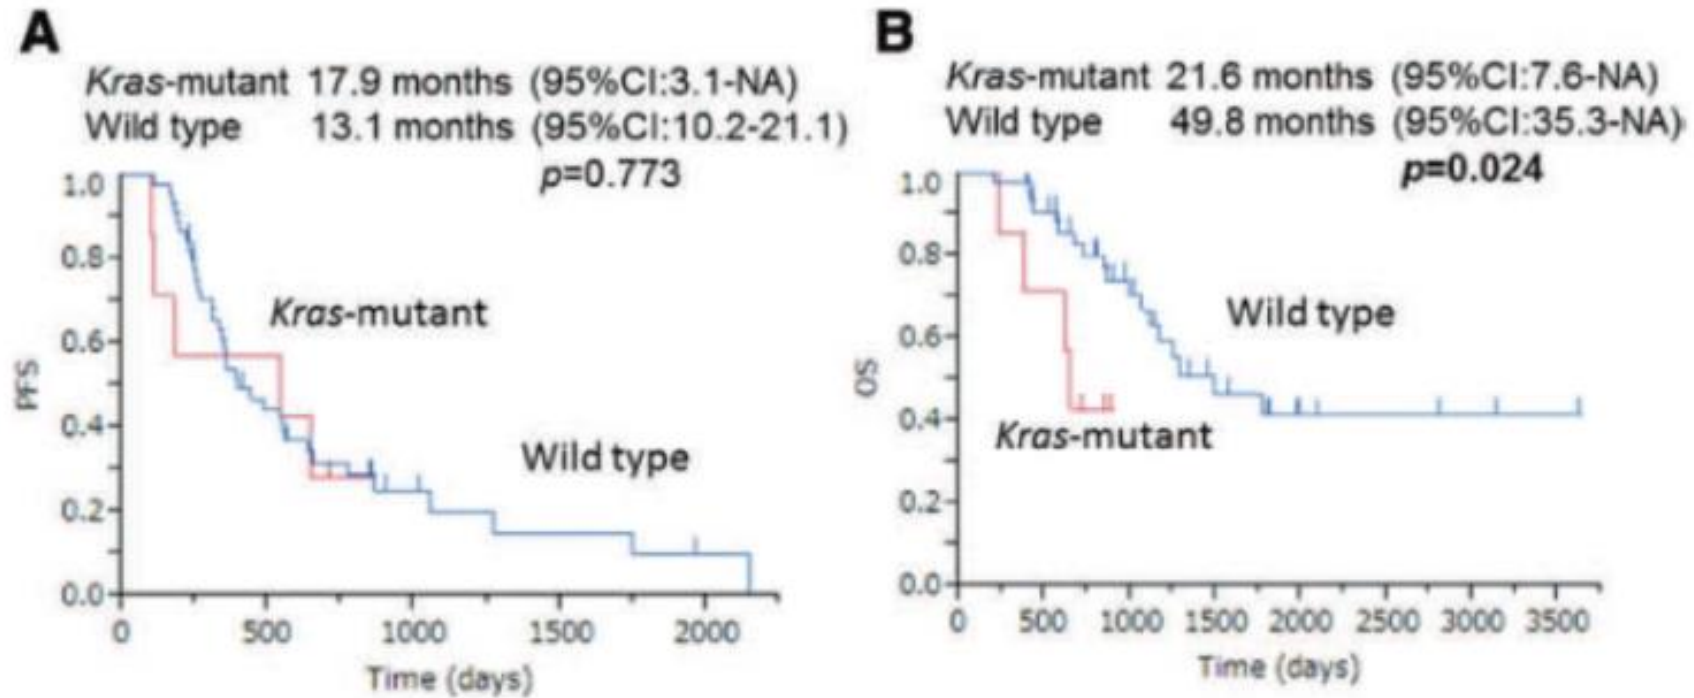 A
Kras-mutant 17.9 months (95%CI:3.1-NA)
Wild type 13.1 months (95%CI:10.2-21.1)
p=0.773
1.0
0.8
0.6
0.4
0.2
0.0
PFS
Kras-mutant
Wild type
0 500 1000 1500 2000
Time (days)
B
Kras-mutant 21.6 months (95%CI:7.6-NA)
Wild type 49.8 months (95%CI:35.3-NA)
p=0.024
1.0
0.8
0.6
0.4
0.2
0.0
OS
Wild type
Kras-mutant
0 500 1000 1500 2000 2500 3000 3500
Time (days)